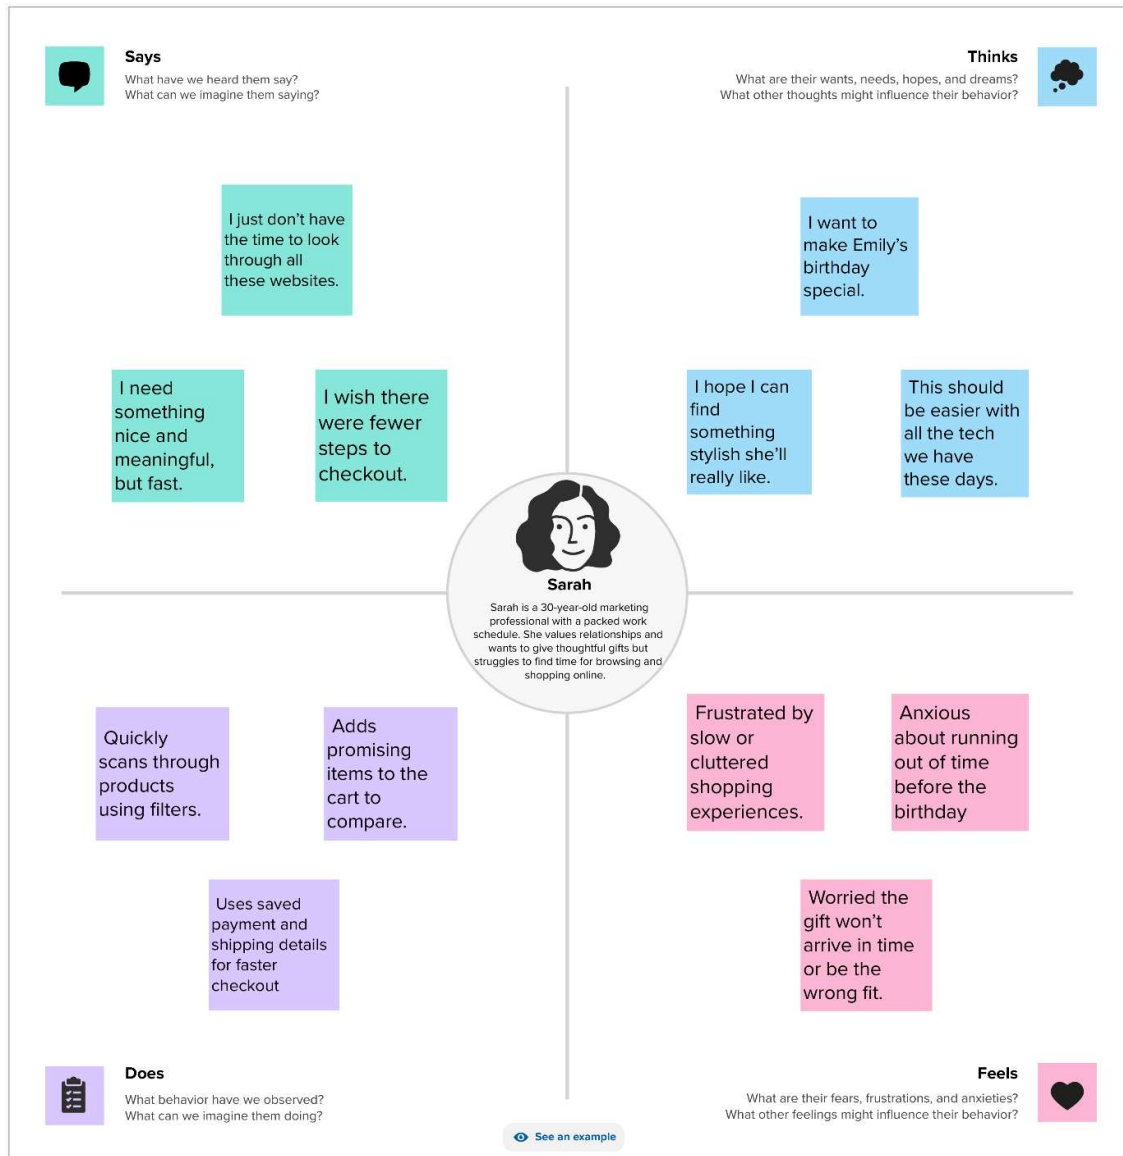 Says
What have we heard them say?
What can we imagine them saying?
Thinks
What are their wants, needs, hopes, and dreams?
What other thoughts might influence their behavior?
I just don't have
the time to look
through all
these websites.
I need
something
nice and
meaningful,
but fast.
I wish there
were fewer
steps to
checkout.
I want to
make Emily's
birthday
special.
I hope I can
find
something
stylish she'll
really like.
This should
be easier with
all the tech
we have
these days.
Sarah
Sarah is a 30-year-old marketing
professional with a packed work
schedule. She values relationships and
wants to give thoughtful gifts but
struggles to find time for browsing and
shopping online.
Quickly
scans through
products
using filters.
Adds
promising
items to the
cart to
compare.
Uses saved
payment and
shipping details
for faster
checkout
Frustrated by
slow or
cluttered
shopping
experiences.
Anxious
about running
out of time
before the
birthday
Worried the
gift won't
arrive in time
or be the
wrong fit.
Does
What behavior have we observed?
What can we imagine them doing?
Feels
What are their fears, frustrations, and anxieties?
What other feelings might influence their behavior?
See an example